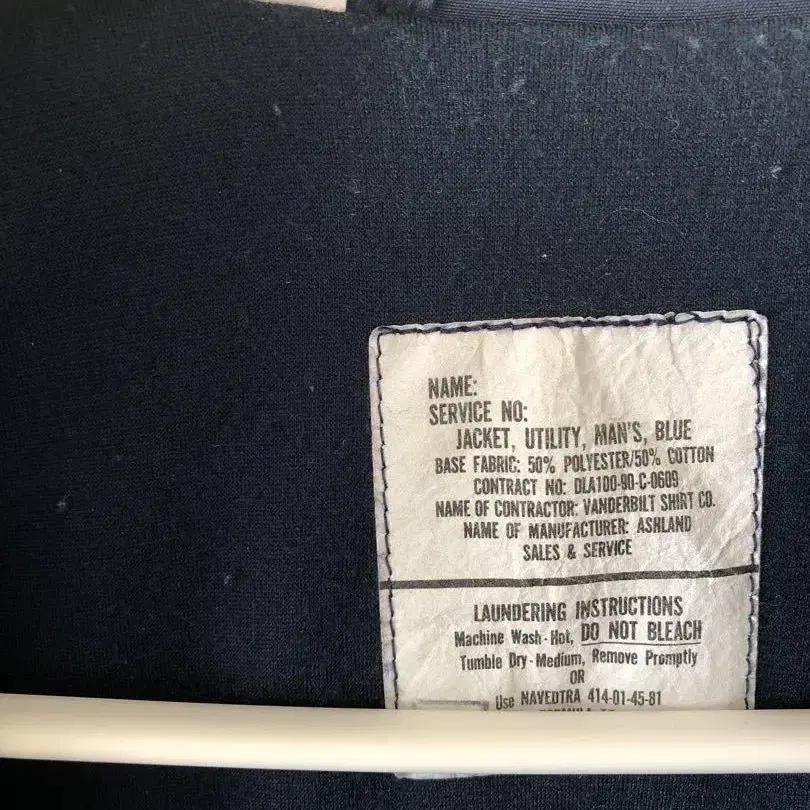 NAME:
SERVICE NO:
JACKET, UTILITY, MAN'S, BLUE
BASE FABRIC: 50% POLYESTER/50% COTTON
CONTRACT NO: DLA100-90-C-0609
NAME OF CONTRACTOR: VANDERBILT SHIRT CO.
NAME OF MANUFACTURER: ASHLAND
SALES & SERVICE
LAUNDERING INSTRUCTIONS
Machine Wash-Hot, DO NOT BLEACH
Tumble Dry-Medium, Remove Promptly
OR
Use NAVEDTRA 414-01-45-81